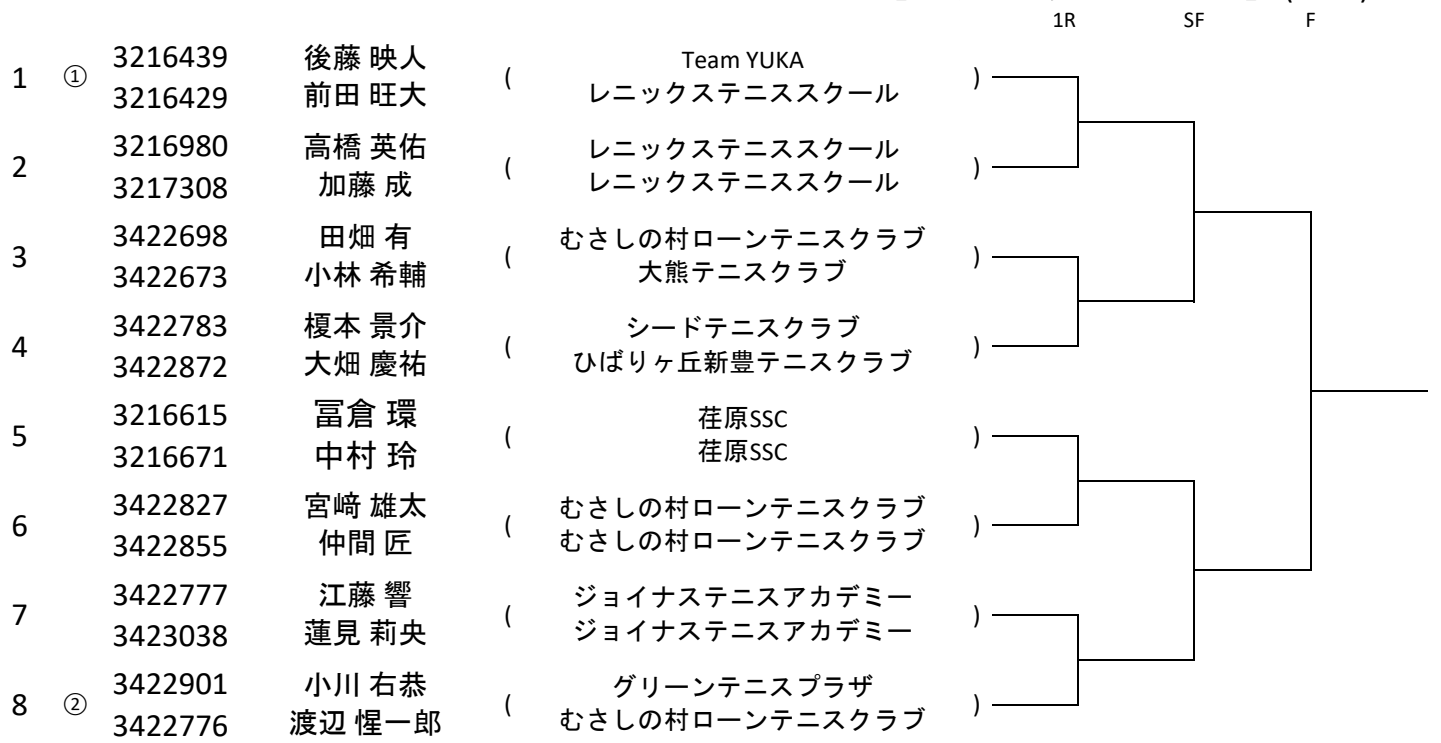 1R SF F
1 ① 3216439 後藤 映人 ( Team YUKA )
3216429 前田 旺大 レニックステニススクール
2 3216980 高橋 英佑 ( レニックステニススクール )
3217308 加藤 成 レニックステニススクール
3 3422698 田畑 有 ( むさしの村ローンテニスクラブ )
3422673 小林 希輔 大熊テニスクラブ
4 3422783 榎本 景介 ( シードテニスクラブ )
3422872 大畑 慶祐 ひばりヶ丘新豊テニスクラブ
5 3216615 冨倉 環 ( 荏原SSC )
3216671 中村 玲 荏原SSC
6 3422827 宮﨑 雄太 ( むさしの村ローンテニスクラブ )
3422855 仲間 匠 むさしの村ローンテニスクラブ
7 3422777 江藤 響 ( ジョイナステニスアカデミー )
3423038 蓮見 莉央 ジョイナステニスアカデミー
8 ② 3422901 小川 右恭 ( グリーンテニスプラザ )
3422776 渡辺 惺一郎 むさしの村ローンテニスクラブ